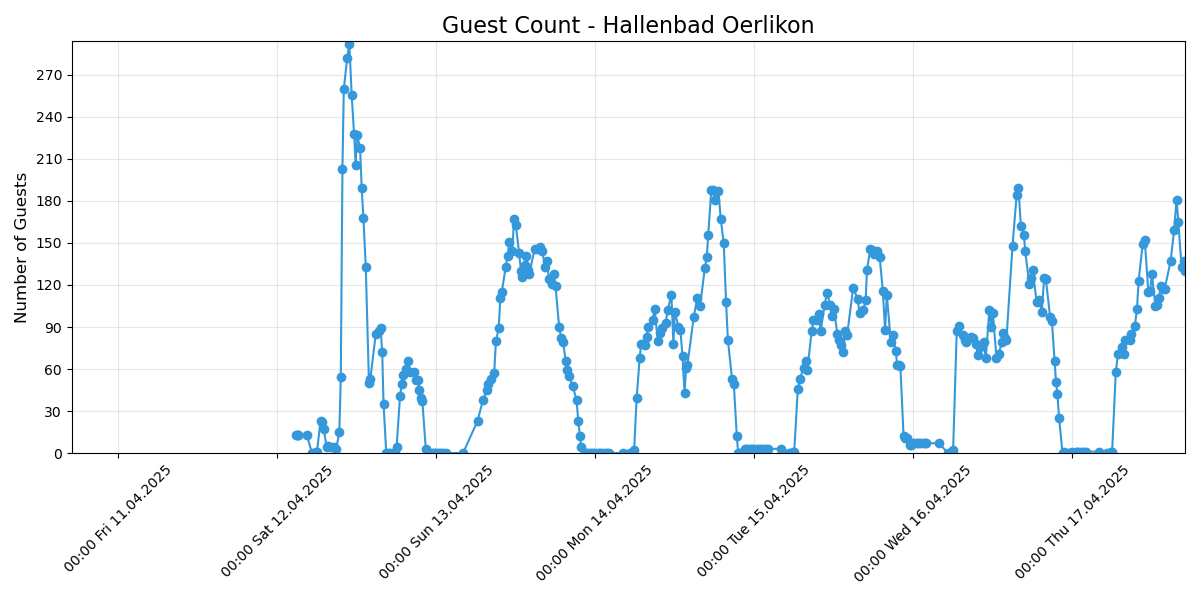 Guest Count - Hallenbad Oerlikon
Number of Guests
270
240
210
180
150
120
90
60
30
0
00:00 Fri 11.04.2025
00:00 Sat 12.04.2025
00:00 Sun 13.04.2025
00:00 Mon 14.04.2025
00:00 Tue 15.04.2025
00:00 Wed 16.04.2025
00:00 Thu 17.04.2025